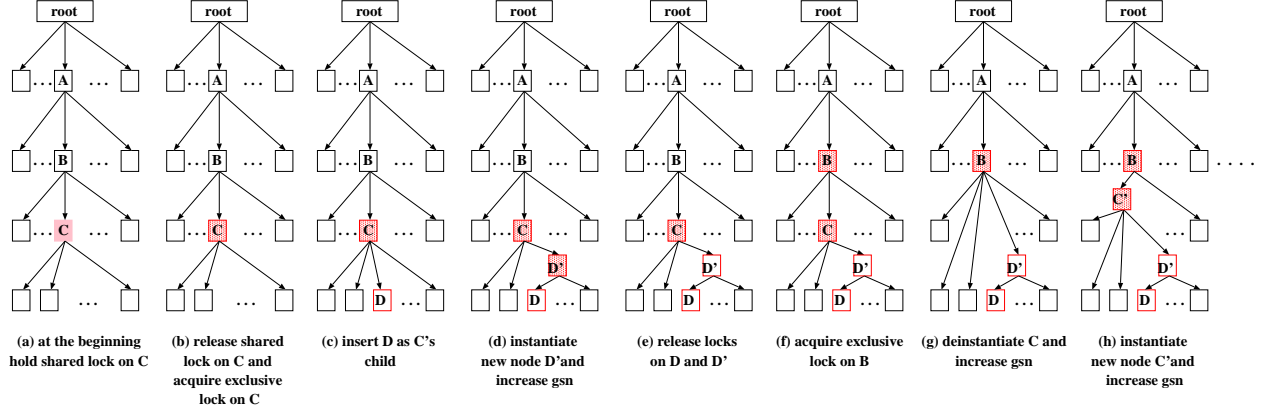 root root root root root root root root
... A ... ... A ... ... A ... ... A ... ... A ... ... A ... ... A ... ... A ...
... B ... ... B ... ... B ... ... B ... ... B ... ... B ... ... B ... ... B ... . . . .
C'
... C ... ... C ... ... C ... ... C ... ... C ... ... C ... ... ...
D' D' D' D' D'
... ... D ... D ... D ... D ... D ... D ...
(a) at the beginning
hold shared lock on C
(b) release shared
lock on C and
acquire exclusive
lock on C
(c) insert D as C's
child
(d) instantiate
new node D'and
increase gsn
(e) release locks
on D and D'
(f) acquire exclusive
lock on B
(g) deinstantiate C and
increase gsn
(h) instantiate
new node C'and
increase gsn